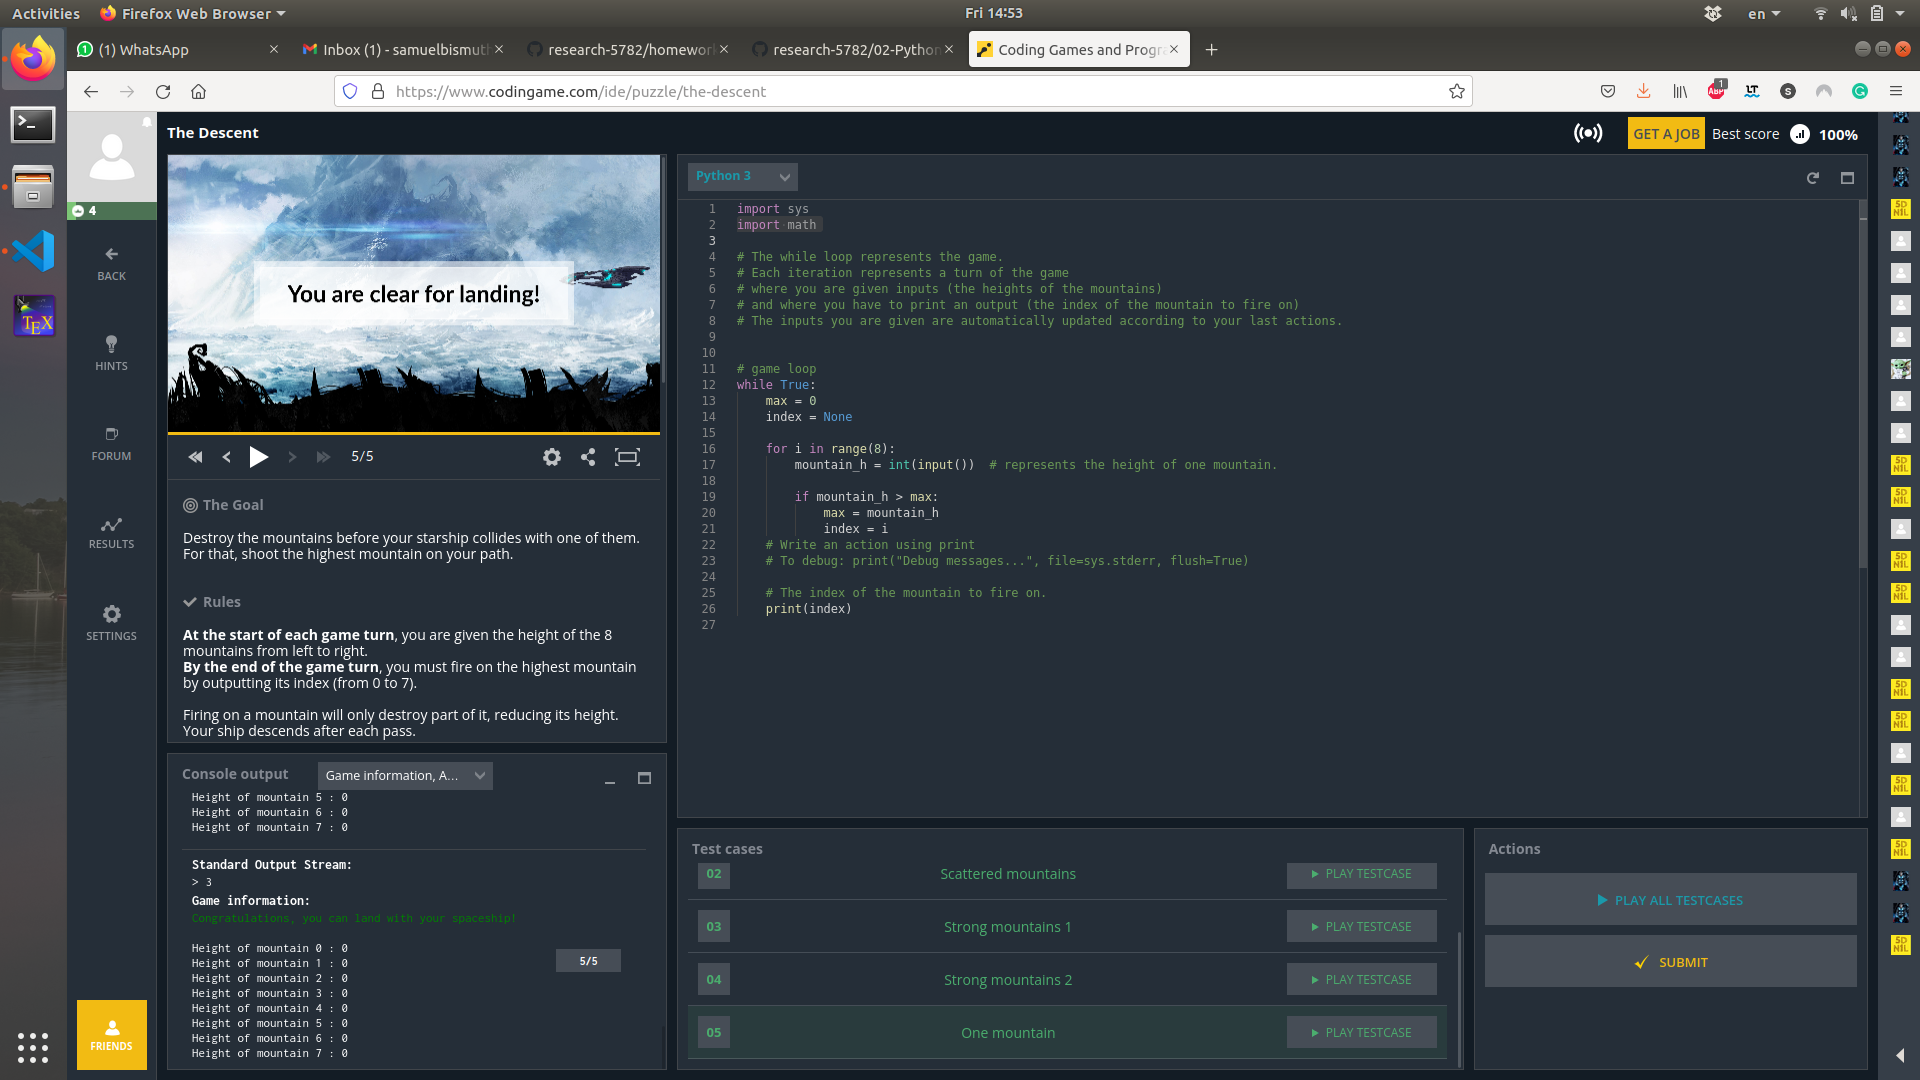 Activities
Firefox Web Browser
Fri 14:53
en
(1) WhatsApp
Inbox (1) - samuelbismuth
research-5782/homework
research-5782/02-Python
Coding Games and Progra
https://www.codingame.com/ide/puzzle/the-descent
The Descent
GET A JOB
Best score
100%
4
BACK
HINTS
FORUM
RESULTS
SETTINGS
FRIENDS
You are clear for landing!
5/5
The Goal
Destroy the mountains before your starship collides with one of them.
For that, shoot the highest mountain on your path.
Rules
At the start of each game turn, you are given the height of the 8
mountains from left to right.
By the end of the game turn, you must fire on the highest mountain
by outputting its index (from 0 to 7).
Firing on a mountain will only destroy part of it, reducing its height.
Your ship descends after each pass.
Console output
Game information, A...
Height of mountain 5 : 0
Height of mountain 6 : 0
Height of mountain 7 : 0
Standard Output Stream:
> 3
Game information:
Congratulations, you can land with your spaceship!
Height of mountain 0 : 0
Height of mountain 1 : 0
Height of mountain 2 : 0
Height of mountain 3 : 0
Height of mountain 4 : 0
Height of mountain 5 : 0
Height of mountain 6 : 0
Height of mountain 7 : 0
5/5
Python 3
1 import sys
2 import math
3
4 # The while loop represents the game.
5 # Each iteration represents a turn of the game
6 # where you are given inputs (the heights of the mountains)
7 # and where you have to print an output (the index of the mountain to fire on)
8 # The inputs you are given are automatically updated according to your last actions.
9
10
11 # game loop
12 while True:
13 max = 0
14 index = None
15
16 for i in range(8):
17 mountain_h = int(input())  # represents the height of one mountain.
18
19 if mountain_h > max:
20 max = mountain_h
21 index = i
22 # Write an action using print
23 # To debug: print("Debug messages...", file=sys.stderr, flush=True)
24
25 # The index of the mountain to fire on.
26 print(index)
27
Test cases
02 Scattered mountains PLAY TESTCASE
03 Strong mountains 1 PLAY TESTCASE
04 Strong mountains 2 PLAY TESTCASE
05 One mountain PLAY TESTCASE
Actions
PLAY ALL TESTCASES
SUBMIT